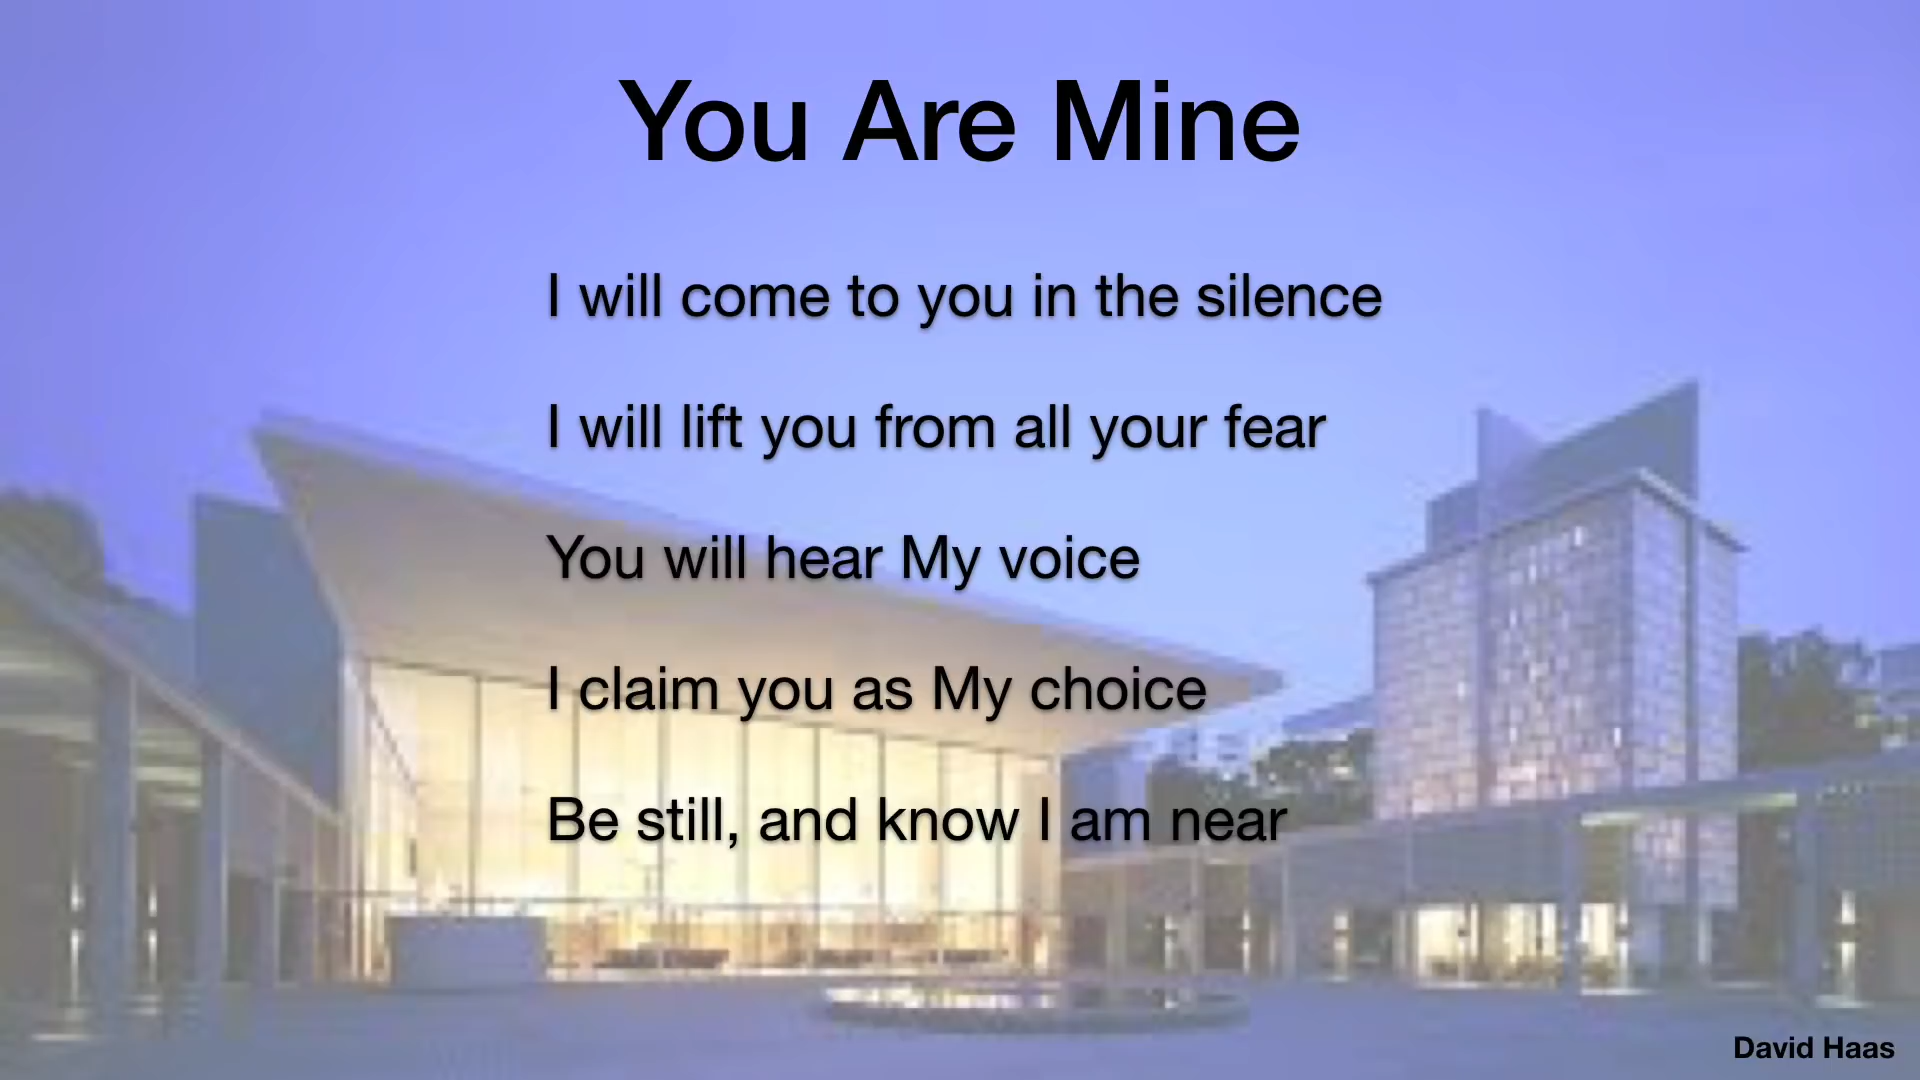 You Are Mine
I will come to you in the silence
I will lift you from all your fear
You will hear My voice
I claim you as My choice
Be still, and know I am near
David Haas